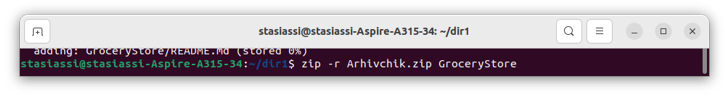 stasiassi@stasiassi-Aspire-A315-34: ~/dir1
adding: GroceryStore/README.md (stored 0%)
stasiassi@stasiassi-Aspire-A315-34:~/dir1$ zip -r Arhivchik.zip GroceryStore